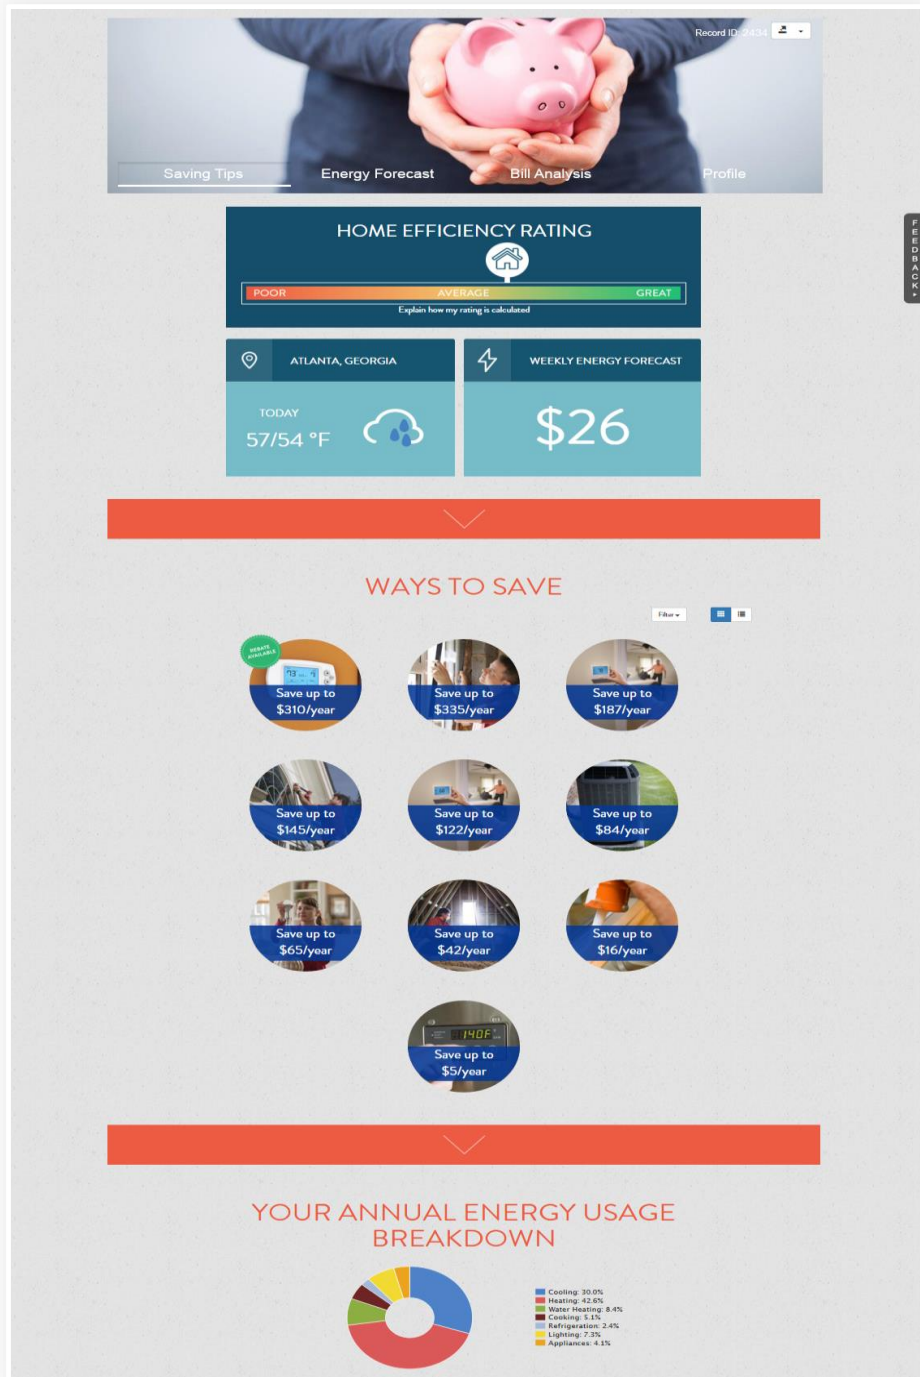 Record ID: 2434
Saving Tips
Energy Forecast
Bill Analysis
Profile
FEEDBACK
HOME EFFICIENCY RATING
POOR
AVERAGE
GREAT
Explain how my rating is calculated
ATLANTA, GEORGIA
WEEKLY ENERGY FORECAST
TODAY
57/54 °F
$26
WAYS TO SAVE
Filter
REBATE
AVAILABLE
Save up to
$310/year
Save up to
$335/year
Save up to
$187/year
Save up to
$145/year
Save up to
$122/year
Save up to
$84/year
Save up to
$65/year
Save up to
$42/year
Save up to
$16/year
140F
Save up to
$5/year
YOUR ANNUAL ENERGY USAGE
BREAKDOWN
Cooling: 30.0%
Heating: 42.6%
Water Heating: 8.4%
Cooking: 5.1%
Refrigeration: 2.4%
Lighting: 7.3%
Appliances: 4.1%